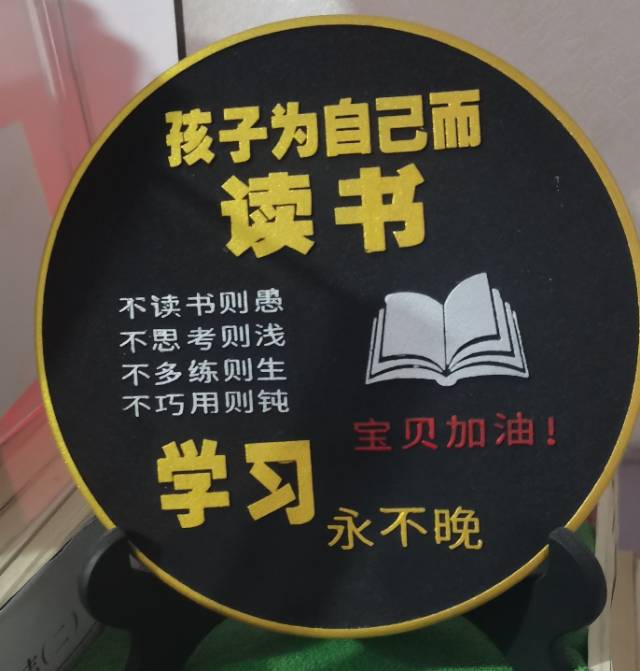 孩子为自己而
读书
不读书则愚
不思考则浅
不多练则生
不巧用则钝
宝贝加油!
学习
永不晚
(二)